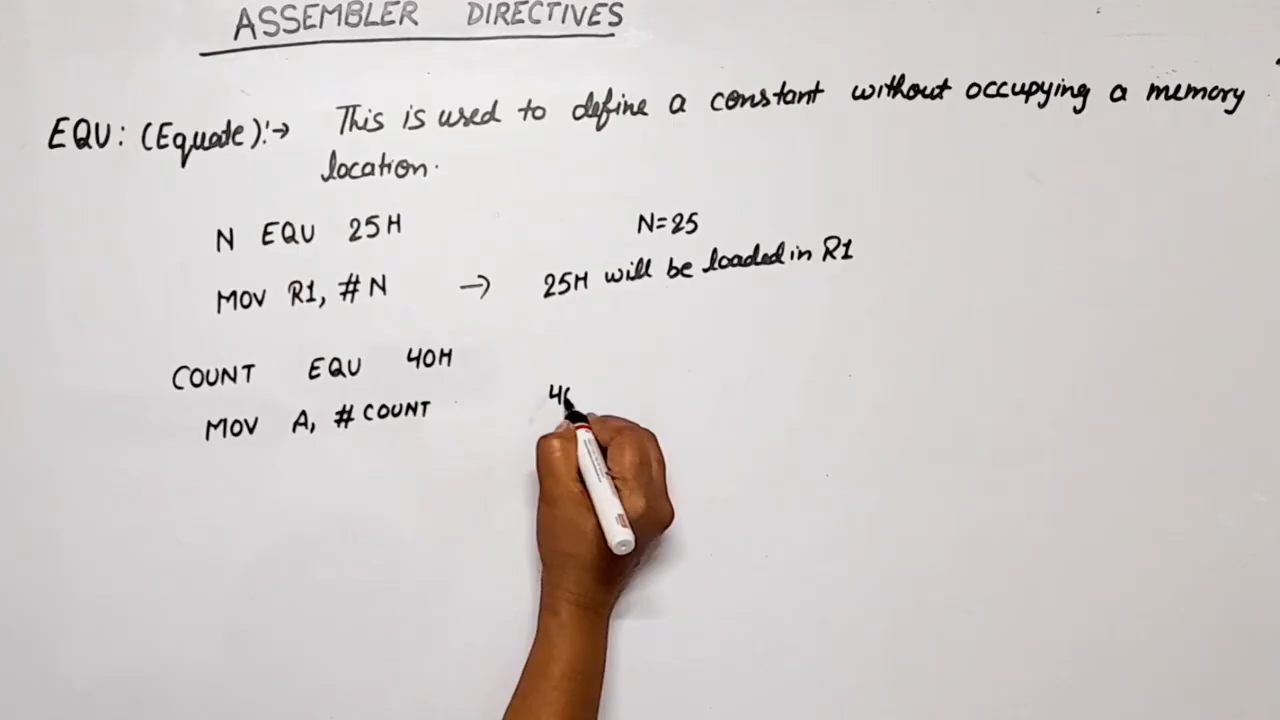 ASSEMBLER DIRECTIVES
EQU: (Equate):→ This is used to define a constant without occupying a memory
location.
N EQU 25H N=25
MOV R1, #N → 25H will be loaded in R1
COUNT EQU 40H
MOV A, #COUNT 40